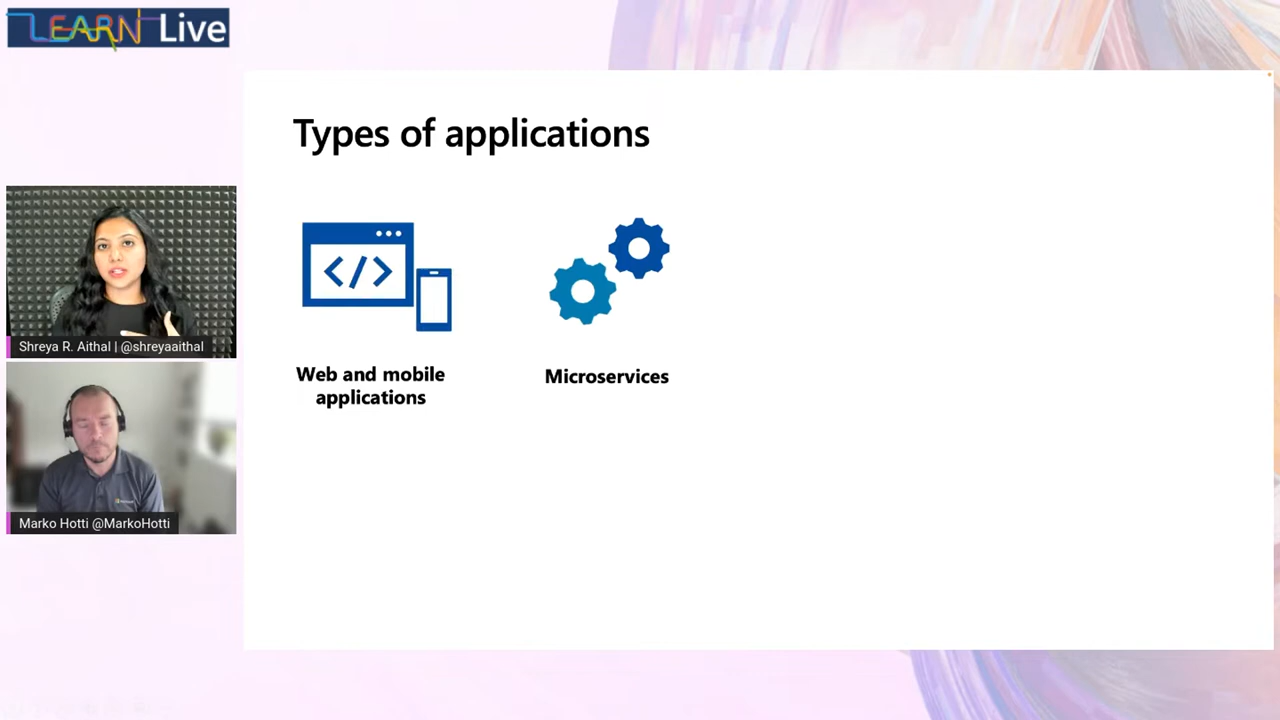 LEARN Live
Types of applications
</>
Web and mobile
applications
Microservices
Shreya R. Aithal | @shreyaaithal
Marko Hotti @MarkoHotti